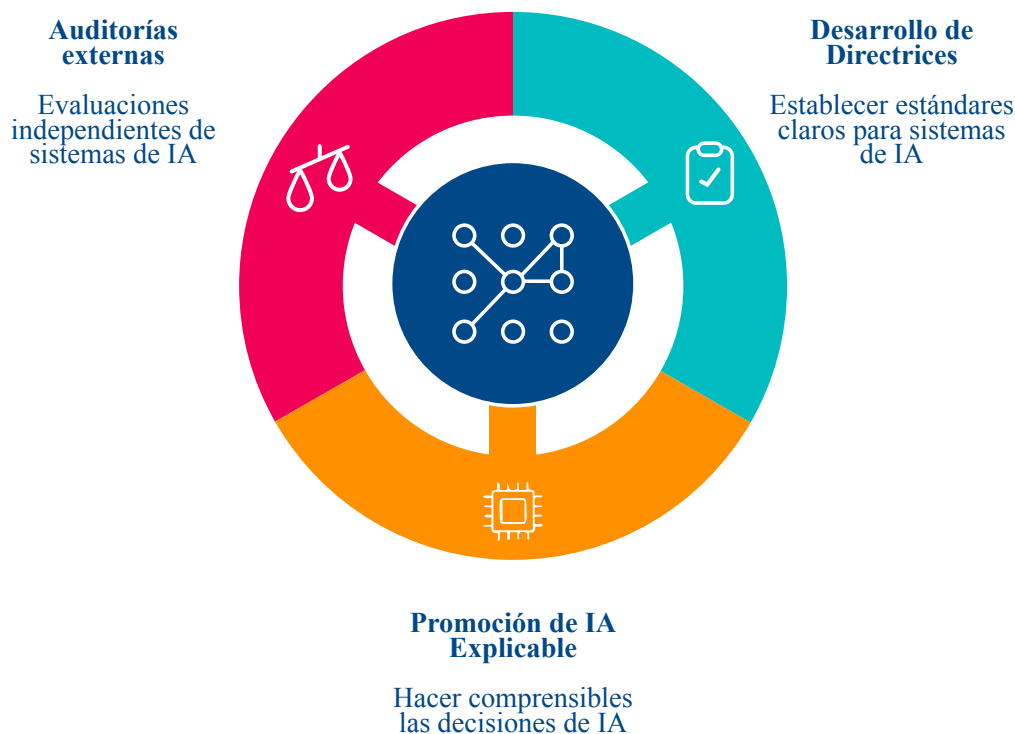 Auditorías
externas
Evaluaciones
independientes de
sistemas de IA
Desarrollo de
Directrices
Establecer estándares
claros para sistemas
de IA
Promoción de IA
Explicable
Hacer comprensibles
las decisiones de IA